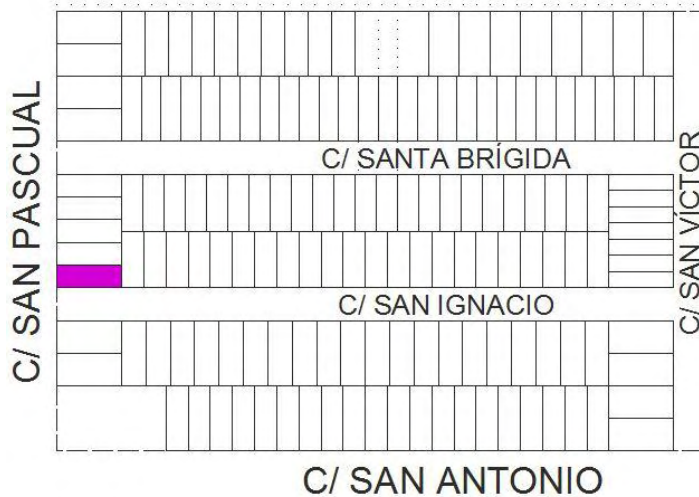 C/ SAN PASCUAL
C/ SANTA BRÍGIDA
C/ SAN VÍCTOR
C/ SAN IGNACIO
C/ SAN ANTONIO